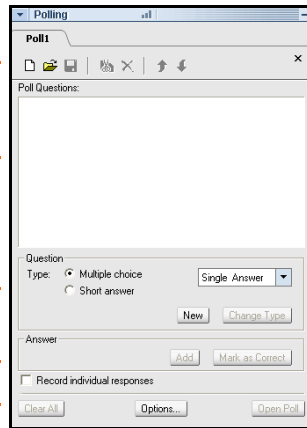 Polling
Poll1
Poll Questions:
Question
Type: Multiple choice Single Answer
Short answer
New Change Type
Answer
Add Mark as Correct
Record individual responses
Clear All Options... Open Poll